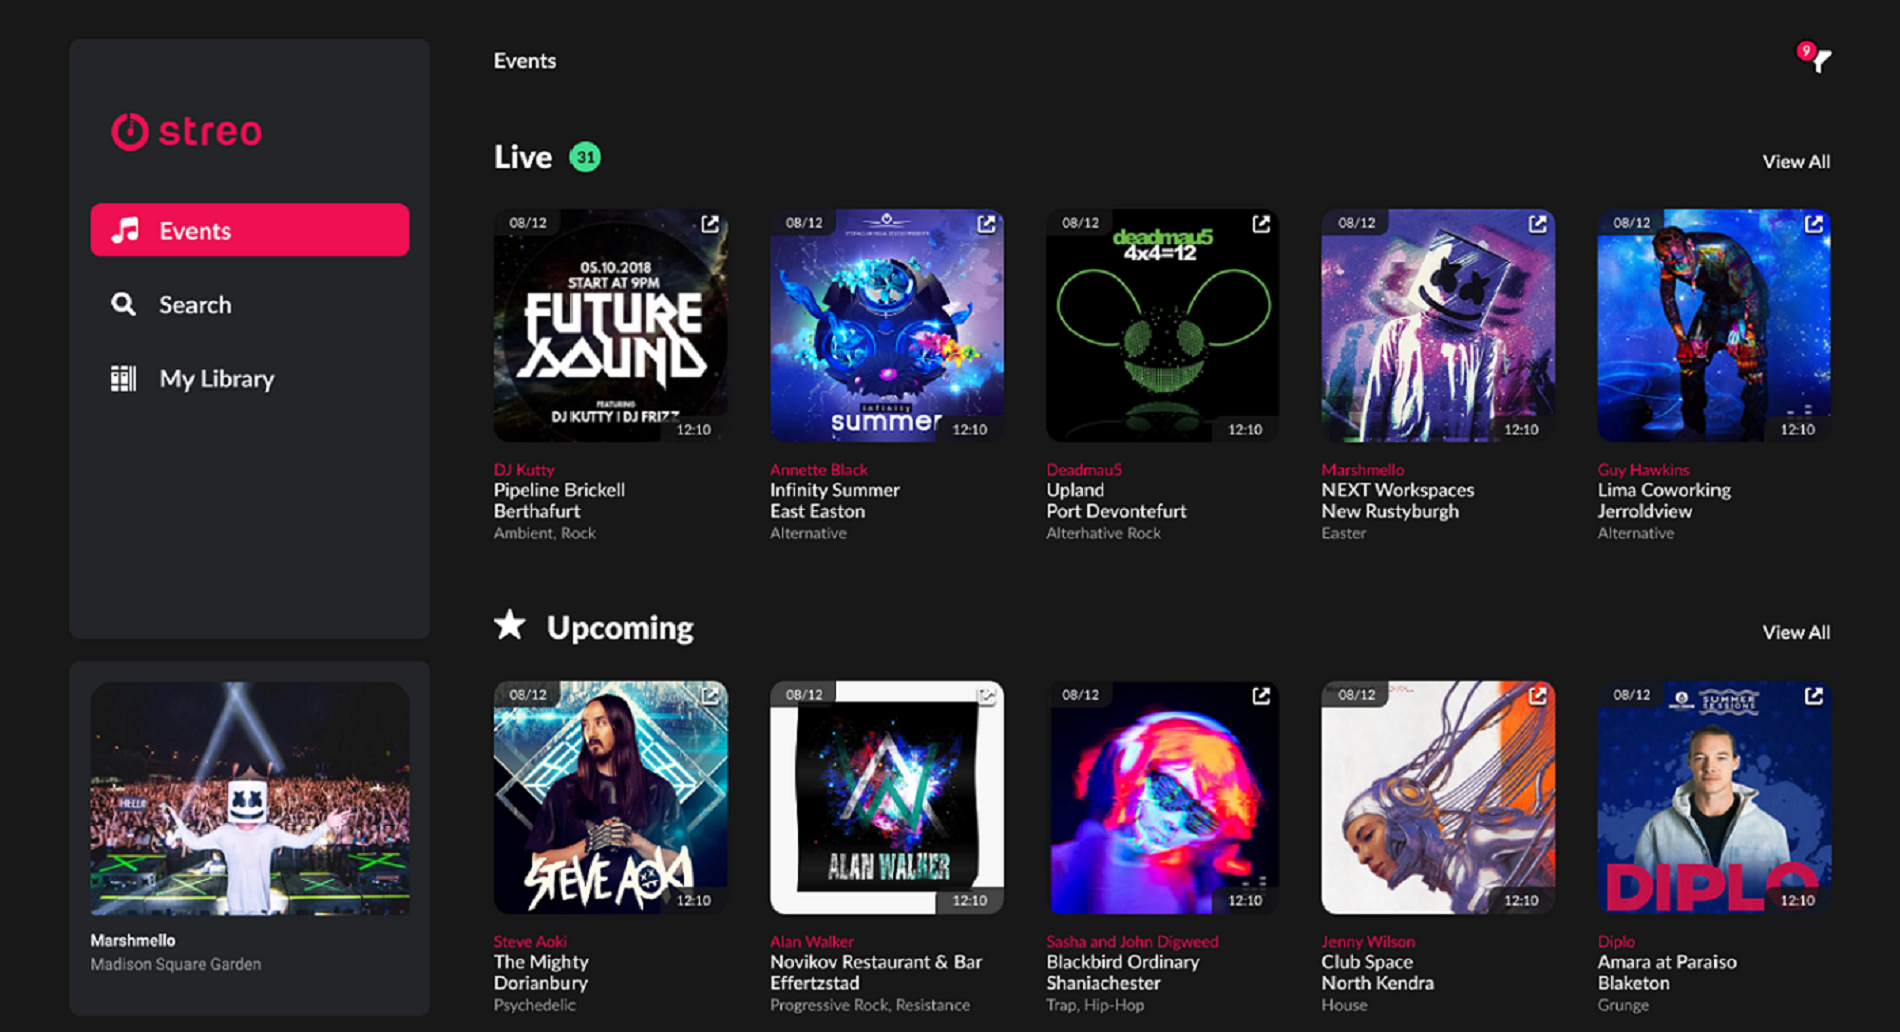 streo
Events
Search
My Library
HELLO
Marshmello
Madison Square Garden
Events
9
Live 31
View All
08/12
05.10.2018
START AT 9PM
FUTURE
SOUND
FEATURING
DJ KUTTY | DJ FRIZZ
12:10
DJ Kutty
Pipeline Brickell
Berthafurt
Ambient, Rock
08/12
infinity
summer
12:10
Annette Black
Infinity Summer
East Easton
Alternative
08/12
deadmau5
4x4=12
12:10
Deadmau5
Upland
Port Devontefurt
Alterhative Rock
08/12
12:10
Marshmello
NEXT Workspaces
New Rustyburgh
Easter
08/12
12:10
Guy Hawkins
Lima Coworking
Jerroldview
Alternative
Upcoming
View All
08/12
STEVE AOKI
12:10
Steve Aoki
The Mighty
Dorianbury
Psychedelic
08/12
ALAN WALKER
12:10
Alan Walker
Novikov Restaurant & Bar
Effertzstad
Progressive Rock, Resistance
08/12
12:10
Sasha and John Digweed
Blackbird Ordinary
Shaniachester
Trap, Hip-Hop
08/12
12:10
Jenny Wilson
Club Space
North Kendra
House
08/12
SUMMER
SESSIONS
DIPLO
12:10
Diplo
Amara at Paraiso
Blaketon
Grunge